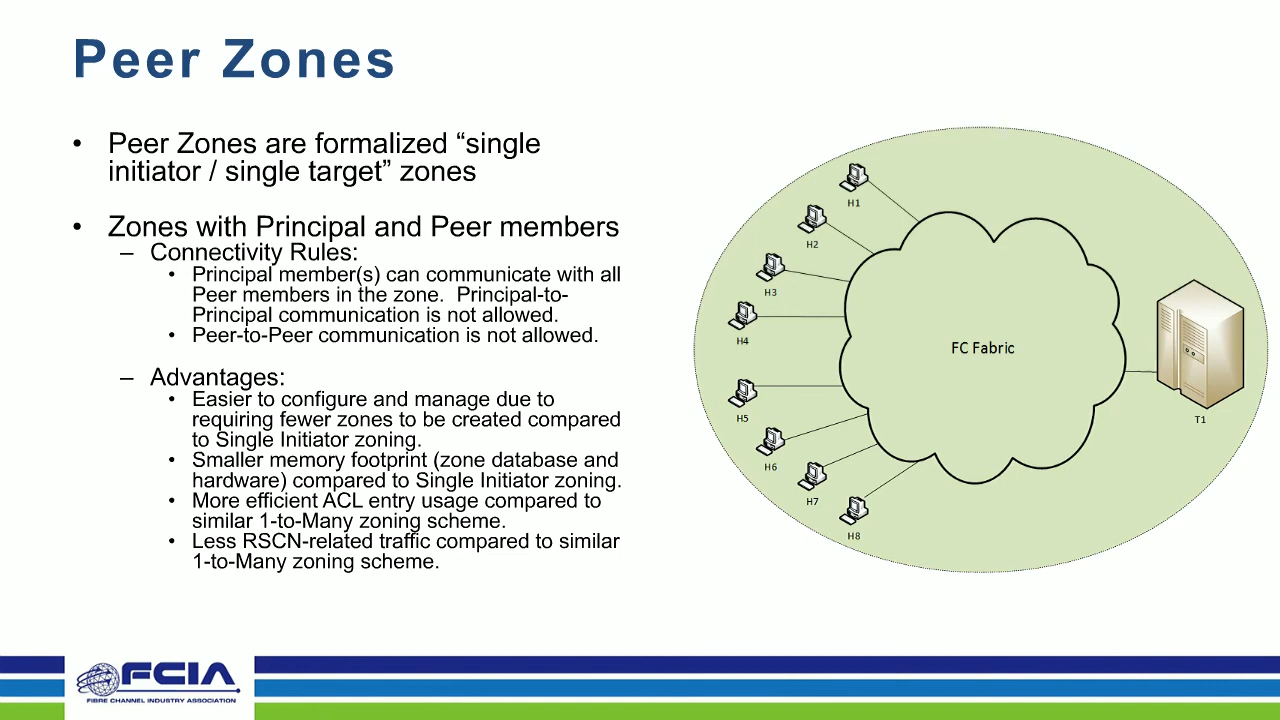 Peer Zones
• Peer Zones are formalized “single
initiator / single target” zones
• Zones with Principal and Peer members
– Connectivity Rules:
• Principal member(s) can communicate with all
Peer members in the zone.  Principal-to-
Principal communication is not allowed.
• Peer-to-Peer communication is not allowed.
– Advantages:
• Easier to configure and manage due to
requiring fewer zones to be created compared
to Single Initiator zoning.
• Smaller memory footprint (zone database and
hardware) compared to Single Initiator zoning.
• More efficient ACL entry usage compared to
similar 1-to-Many zoning scheme.
• Less RSCN-related traffic compared to similar
1-to-Many zoning scheme.
H1
H2
H3
H4
H5
H6
H7
H8
FC Fabric
T1
FCIA
FIBRE CHANNEL INDUSTRY ASSOCIATION